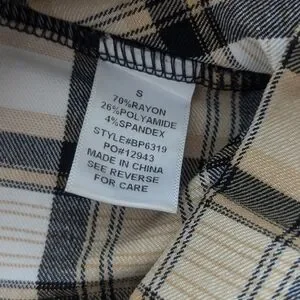 S
70%RAYON
26%POLYAMIDE
4%SPANDEX
STYLE#BP6319
PO#12943
MADE IN CHINA
SEE REVERSE
FOR CARE